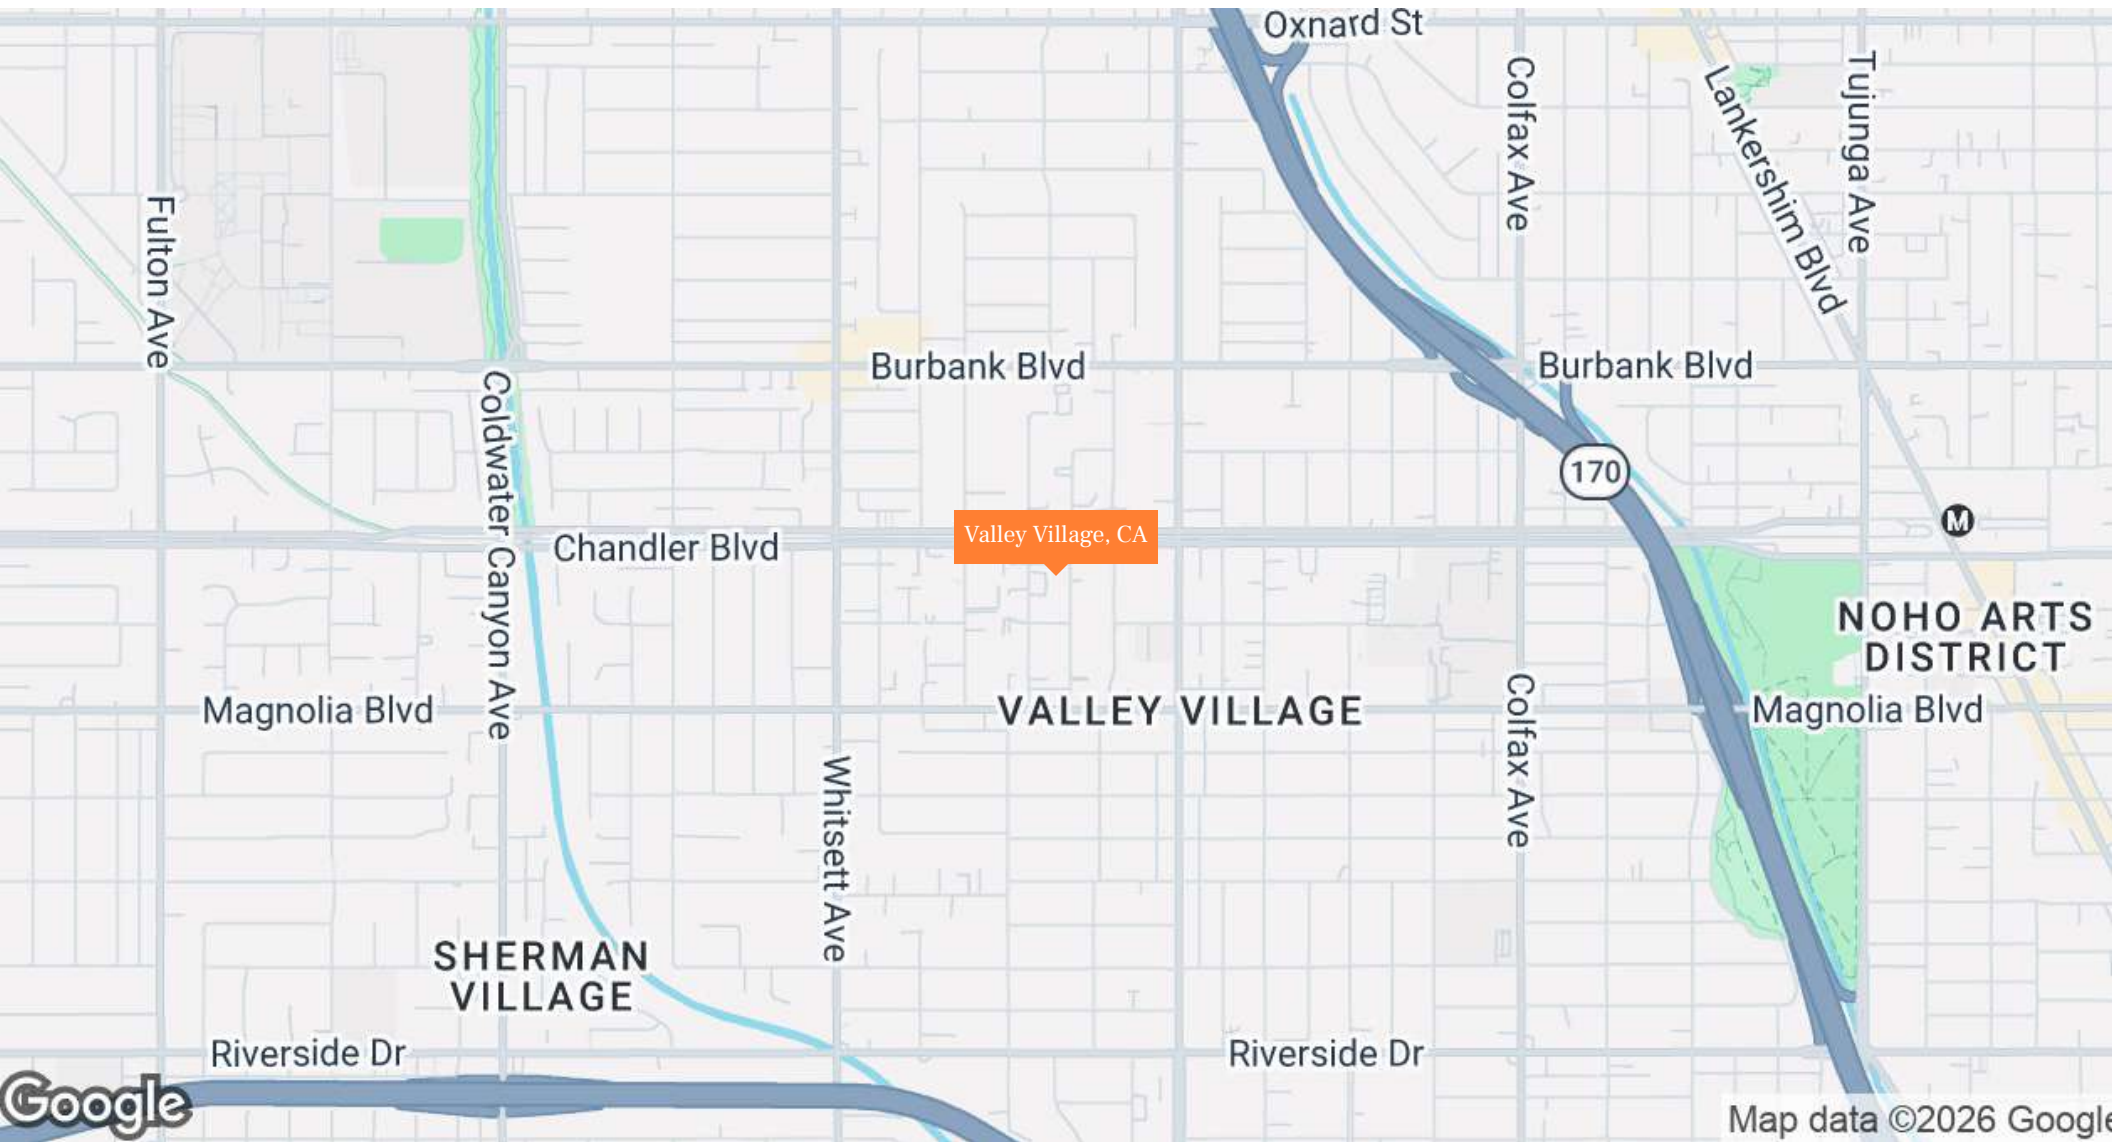 Oxnard St
Colfax Ave
Lankershim Blvd
Tujunga Ave
Fulton Ave
Burbank Blvd
Burbank Blvd
Coldwater Canyon Ave
170
M
Valley Village, CA
Chandler Blvd
NOHO ARTS
DISTRICT
Magnolia Blvd
VALLEY VILLAGE
Colfax Ave
Magnolia Blvd
Whitsett Ave
SHERMAN
VILLAGE
Riverside Dr
Riverside Dr
Google
Map data ©2026 Google